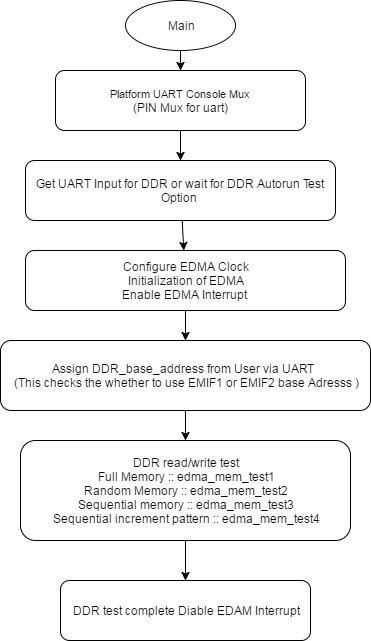 Main
Platform UART Console Mux
(PIN Mux for uart)
Get UART Input for DDR or wait for DDR Autorun Test
Option
Configure EDMA Clock
Initialization of EDMA
Enable EDMA Interrupt
Assign DDR_base_address from User via UART
(This checks the whether to use EMIF1 or EMIF2 base Adresss )
DDR read/write test
Full Memory :: edma_mem_test1
Random Memory :: edma_mem_test2
Sequential memory :: edma_mem_test3
Sequential increment pattern :: edma_mem_test4
DDR test complete Diable EDAM Interrupt